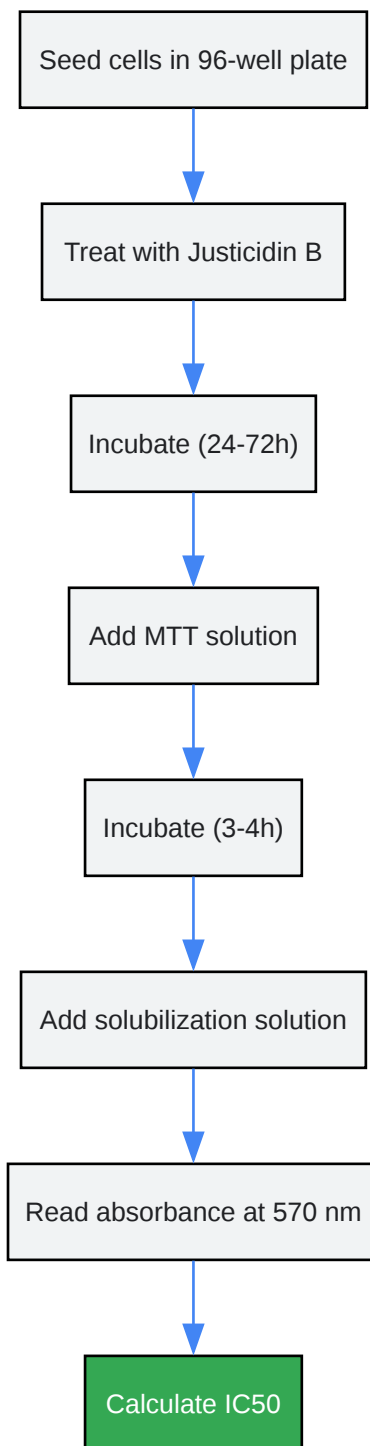 Seed cells in 96-well plate
Treat with Justicidin B
Incubate (24-72h)
Add MTT solution
Incubate (3-4h)
Add solubilization solution
Read absorbance at 570 nm
Calculate IC50